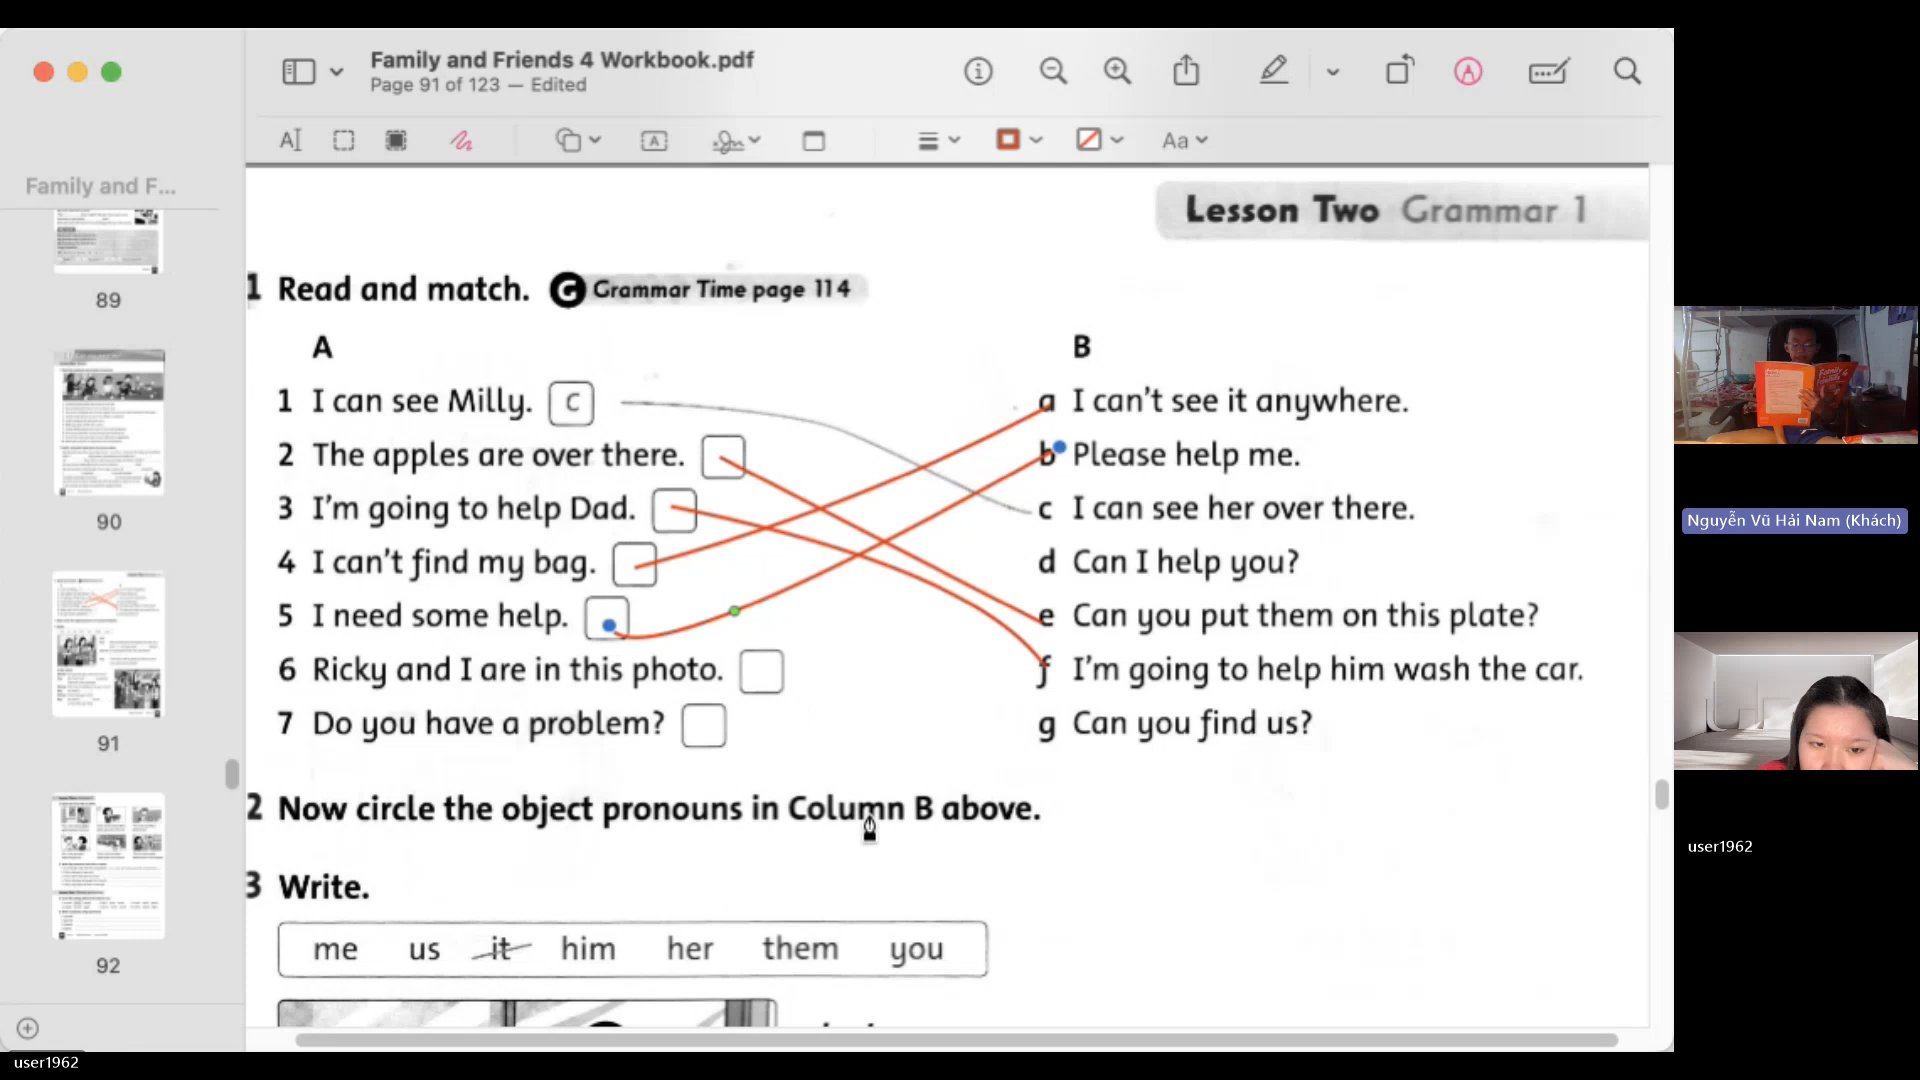 Family and Friends 4 Workbook.pdf
Page 91 of 123 — Edited
Family and F...
89
90
91
92
Lesson Two Grammar 1
1 Read and match. G Grammar Time page 114
A
B
1 I can see Milly. c
2 The apples are over there.
3 I'm going to help Dad.
4 I can't find my bag.
5 I need some help.
6 Ricky and I are in this photo.
7 Do you have a problem?
a I can't see it anywhere.
b Please help me.
c I can see her over there.
d Can I help you?
e Can you put them on this plate?
f I'm going to help him wash the car.
g Can you find us?
2 Now circle the object pronouns in Column B above.
3 Write.
me us it him her them you
Nguyễn Vũ Hải Nam (Khách)
user1962
user1962